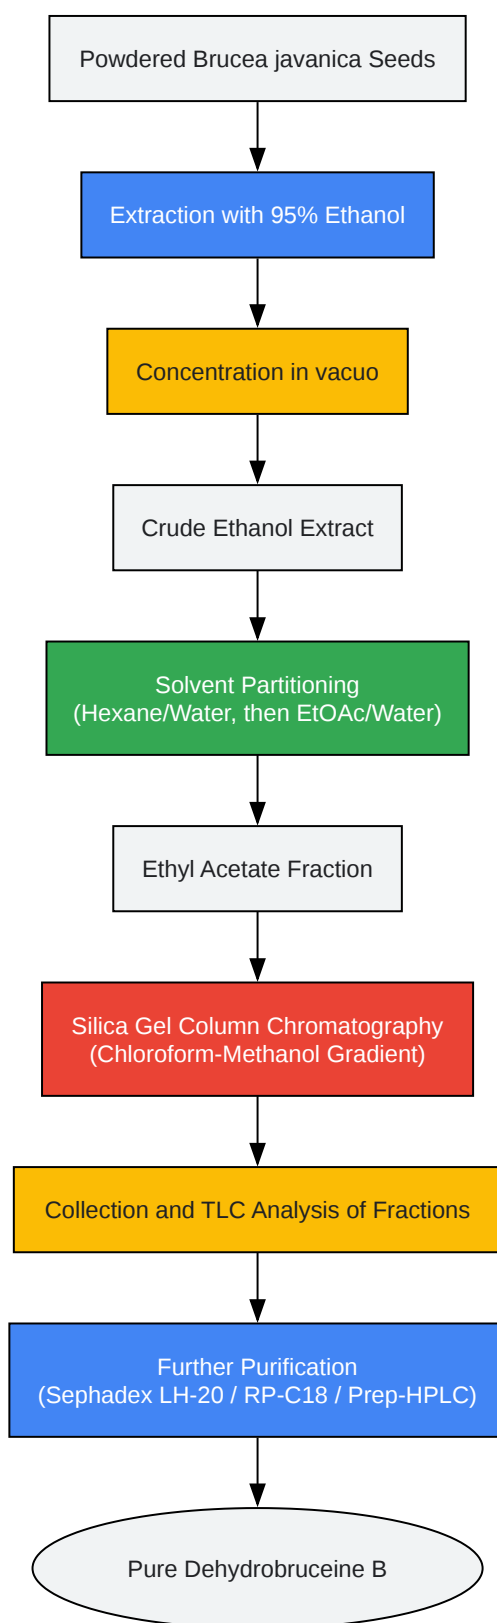 Powdered Brucea javanica Seeds
Extraction with 95% Ethanol
Concentration in vacuo
Crude Ethanol Extract
Solvent Partitioning
(Hexane/Water, then EtOAc/Water)
Ethyl Acetate Fraction
Silica Gel Column Chromatography
(Chloroform-Methanol Gradient)
Collection and TLC Analysis of Fractions
Further Purification
(Sephadex LH-20 / RP-C18 / Prep-HPLC)
Pure Dehydrobruceine B